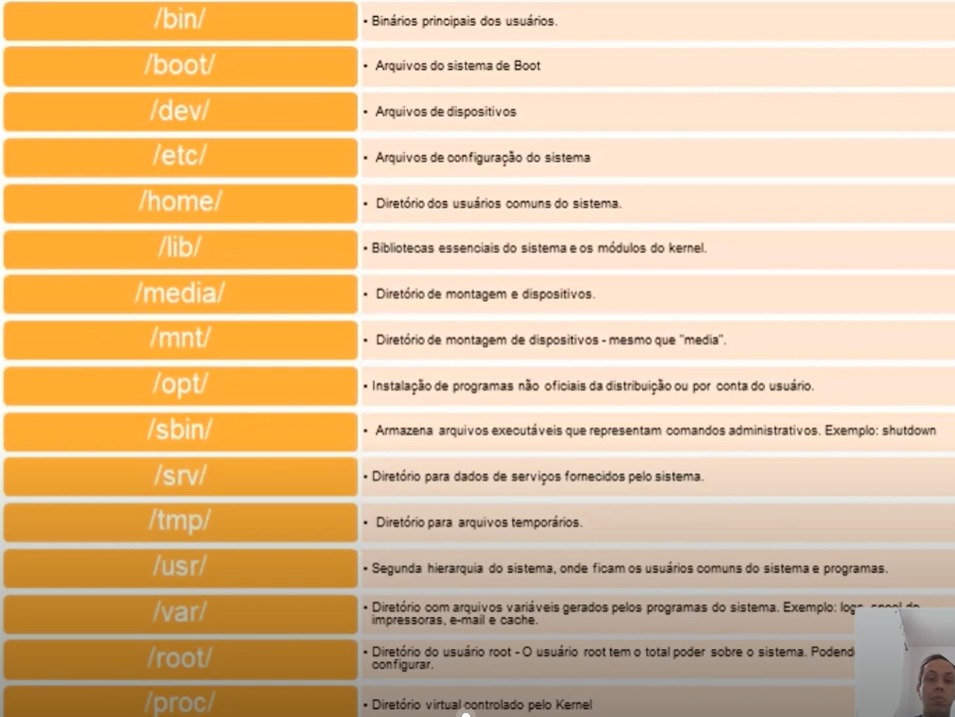 /bin/
• Binários principais dos usuários.
/boot/
• Arquivos do sistema de Boot
/dev/
• Arquivos de dispositivos
/etc/
• Arquivos de configuração do sistema
/home/
• Diretório dos usuários comuns do sistema.
/lib/
• Bibliotecas essenciais do sistema e os módulos do kernel.
/media/
• Diretório de montagem e dispositivos.
/mnt/
• Diretório de montagem de dispositivos - mesmo que "media".
/opt/
• Instalação de programas não oficiais da distribuição ou por conta do usuário.
/sbin/
• Armazena arquivos executáveis que representam comandos administrativos. Exemplo: shutdown
/srv/
• Diretório para dados de serviços fornecidos pelo sistema.
/tmp/
• Diretório para arquivos temporários.
/usr/
• Segunda hierarquia do sistema, onde ficam os usuários comuns do sistema e programas.
/var/
• Diretório com arquivos variáveis gerados pelos programas do sistema. Exemplo:
impressoras, e-mail e cache.
/root/
• Diretório do usuário root - O usuário root tem o total poder sobre o sistema.
configurar.
/proc/
• Diretório virtual controlado pelo Kernel